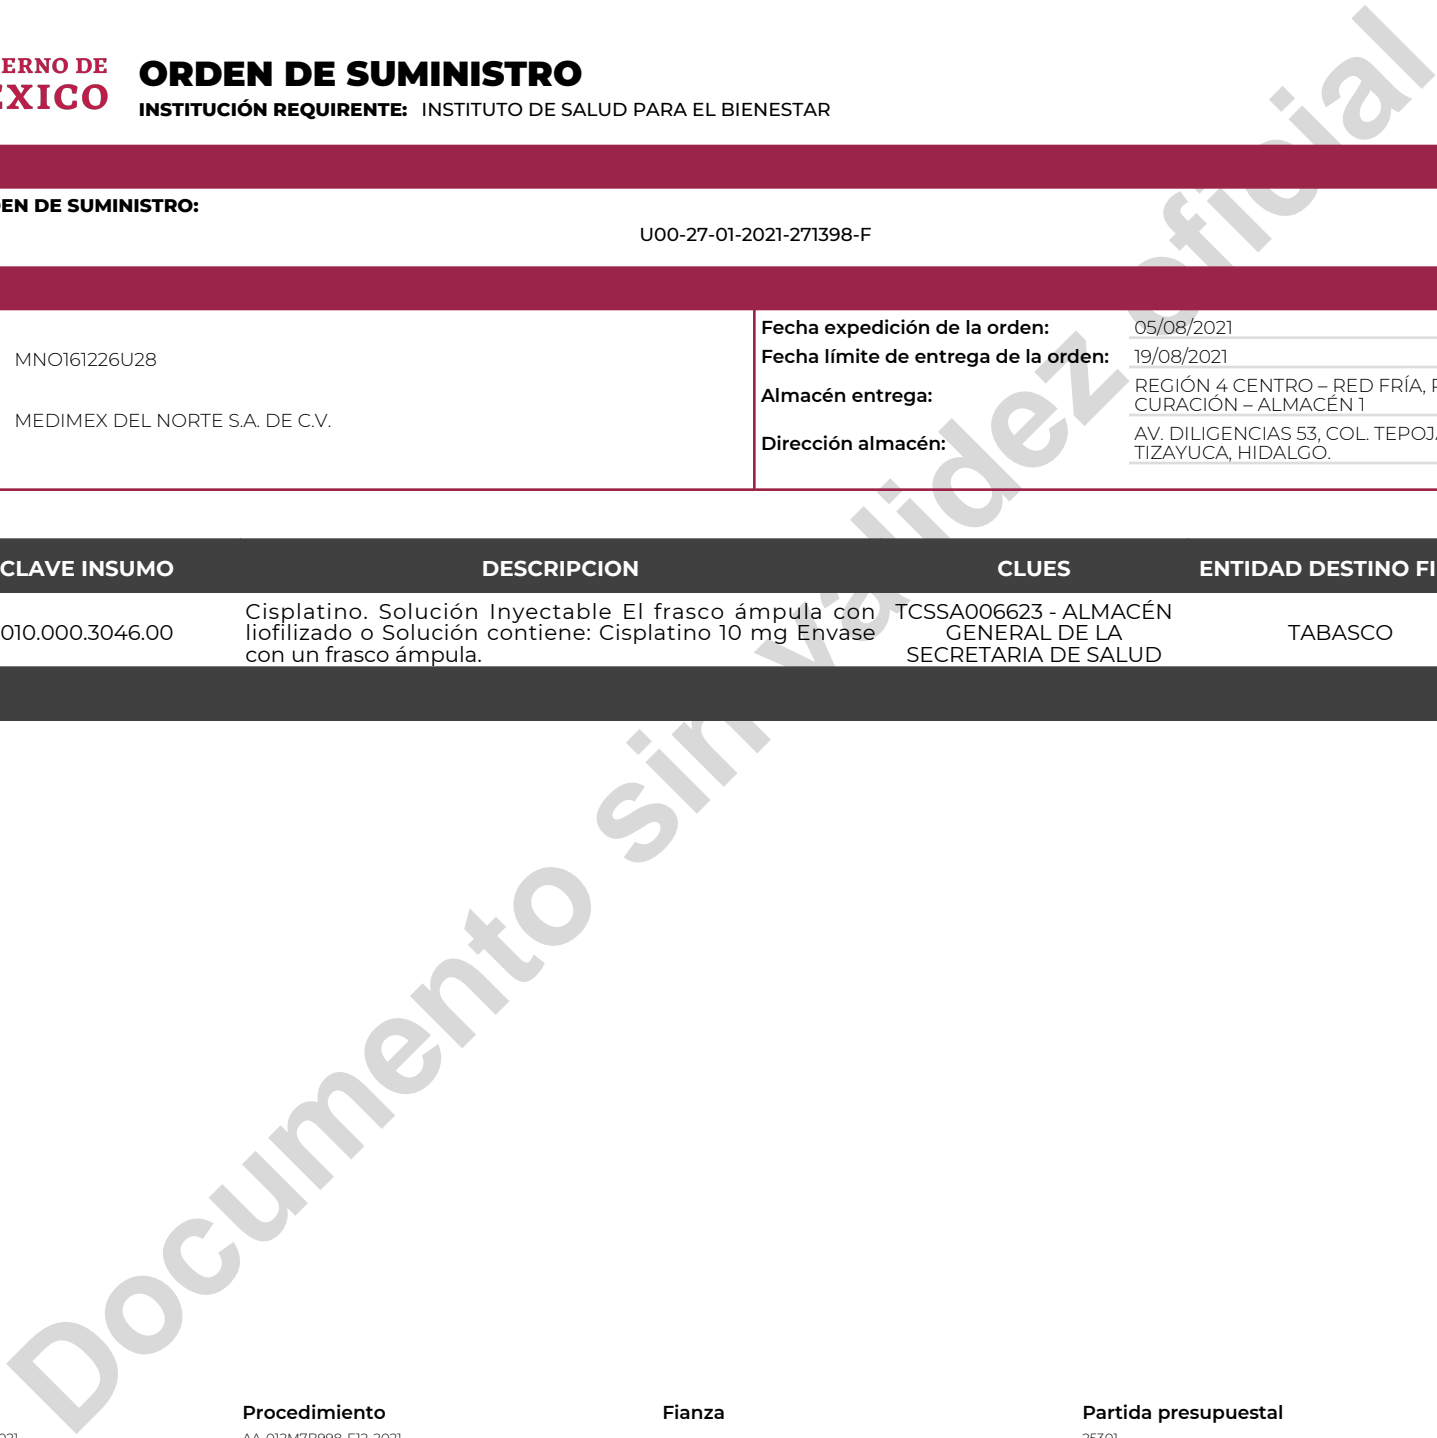 ERNO DE
ÉXICO
ORDEN DE SUMINISTRO
INSTITUCIÓN REQUIRENTE: INSTITUTO DE SALUD PARA EL BIENESTAR
EN DE SUMINISTRO:
U00-27-01-2021-271398-F
MNO161226U28
MEDIMEX DEL NORTE S.A. DE C.V.
Fecha expedición de la orden: 05/08/2021
Fecha límite de entrega de la orden: 19/08/2021
Almacén entrega: REGIÓN 4 CENTRO – RED FRÍA,
CURACIÓN – ALMACÉN 1
Dirección almacén: AV. DILIGENCIAS 53, COL. TEPOJ
TIZAYUCA, HIDALGO.
CLAVE INSUMO DESCRIPCION CLUES ENTIDAD DESTINO FI
010.000.3046.00
Cisplatino. Solución Inyectable El frasco ámpula con
liofilizado o Solución contiene: Cisplatino 10 mg Envase
con un frasco ámpula.
TCSSA006623 - ALMACÉN
GENERAL DE LA
SECRETARIA DE SALUD
TABASCO
Documento sin validez oficial
Procedimiento Fianza Partida presupuestal